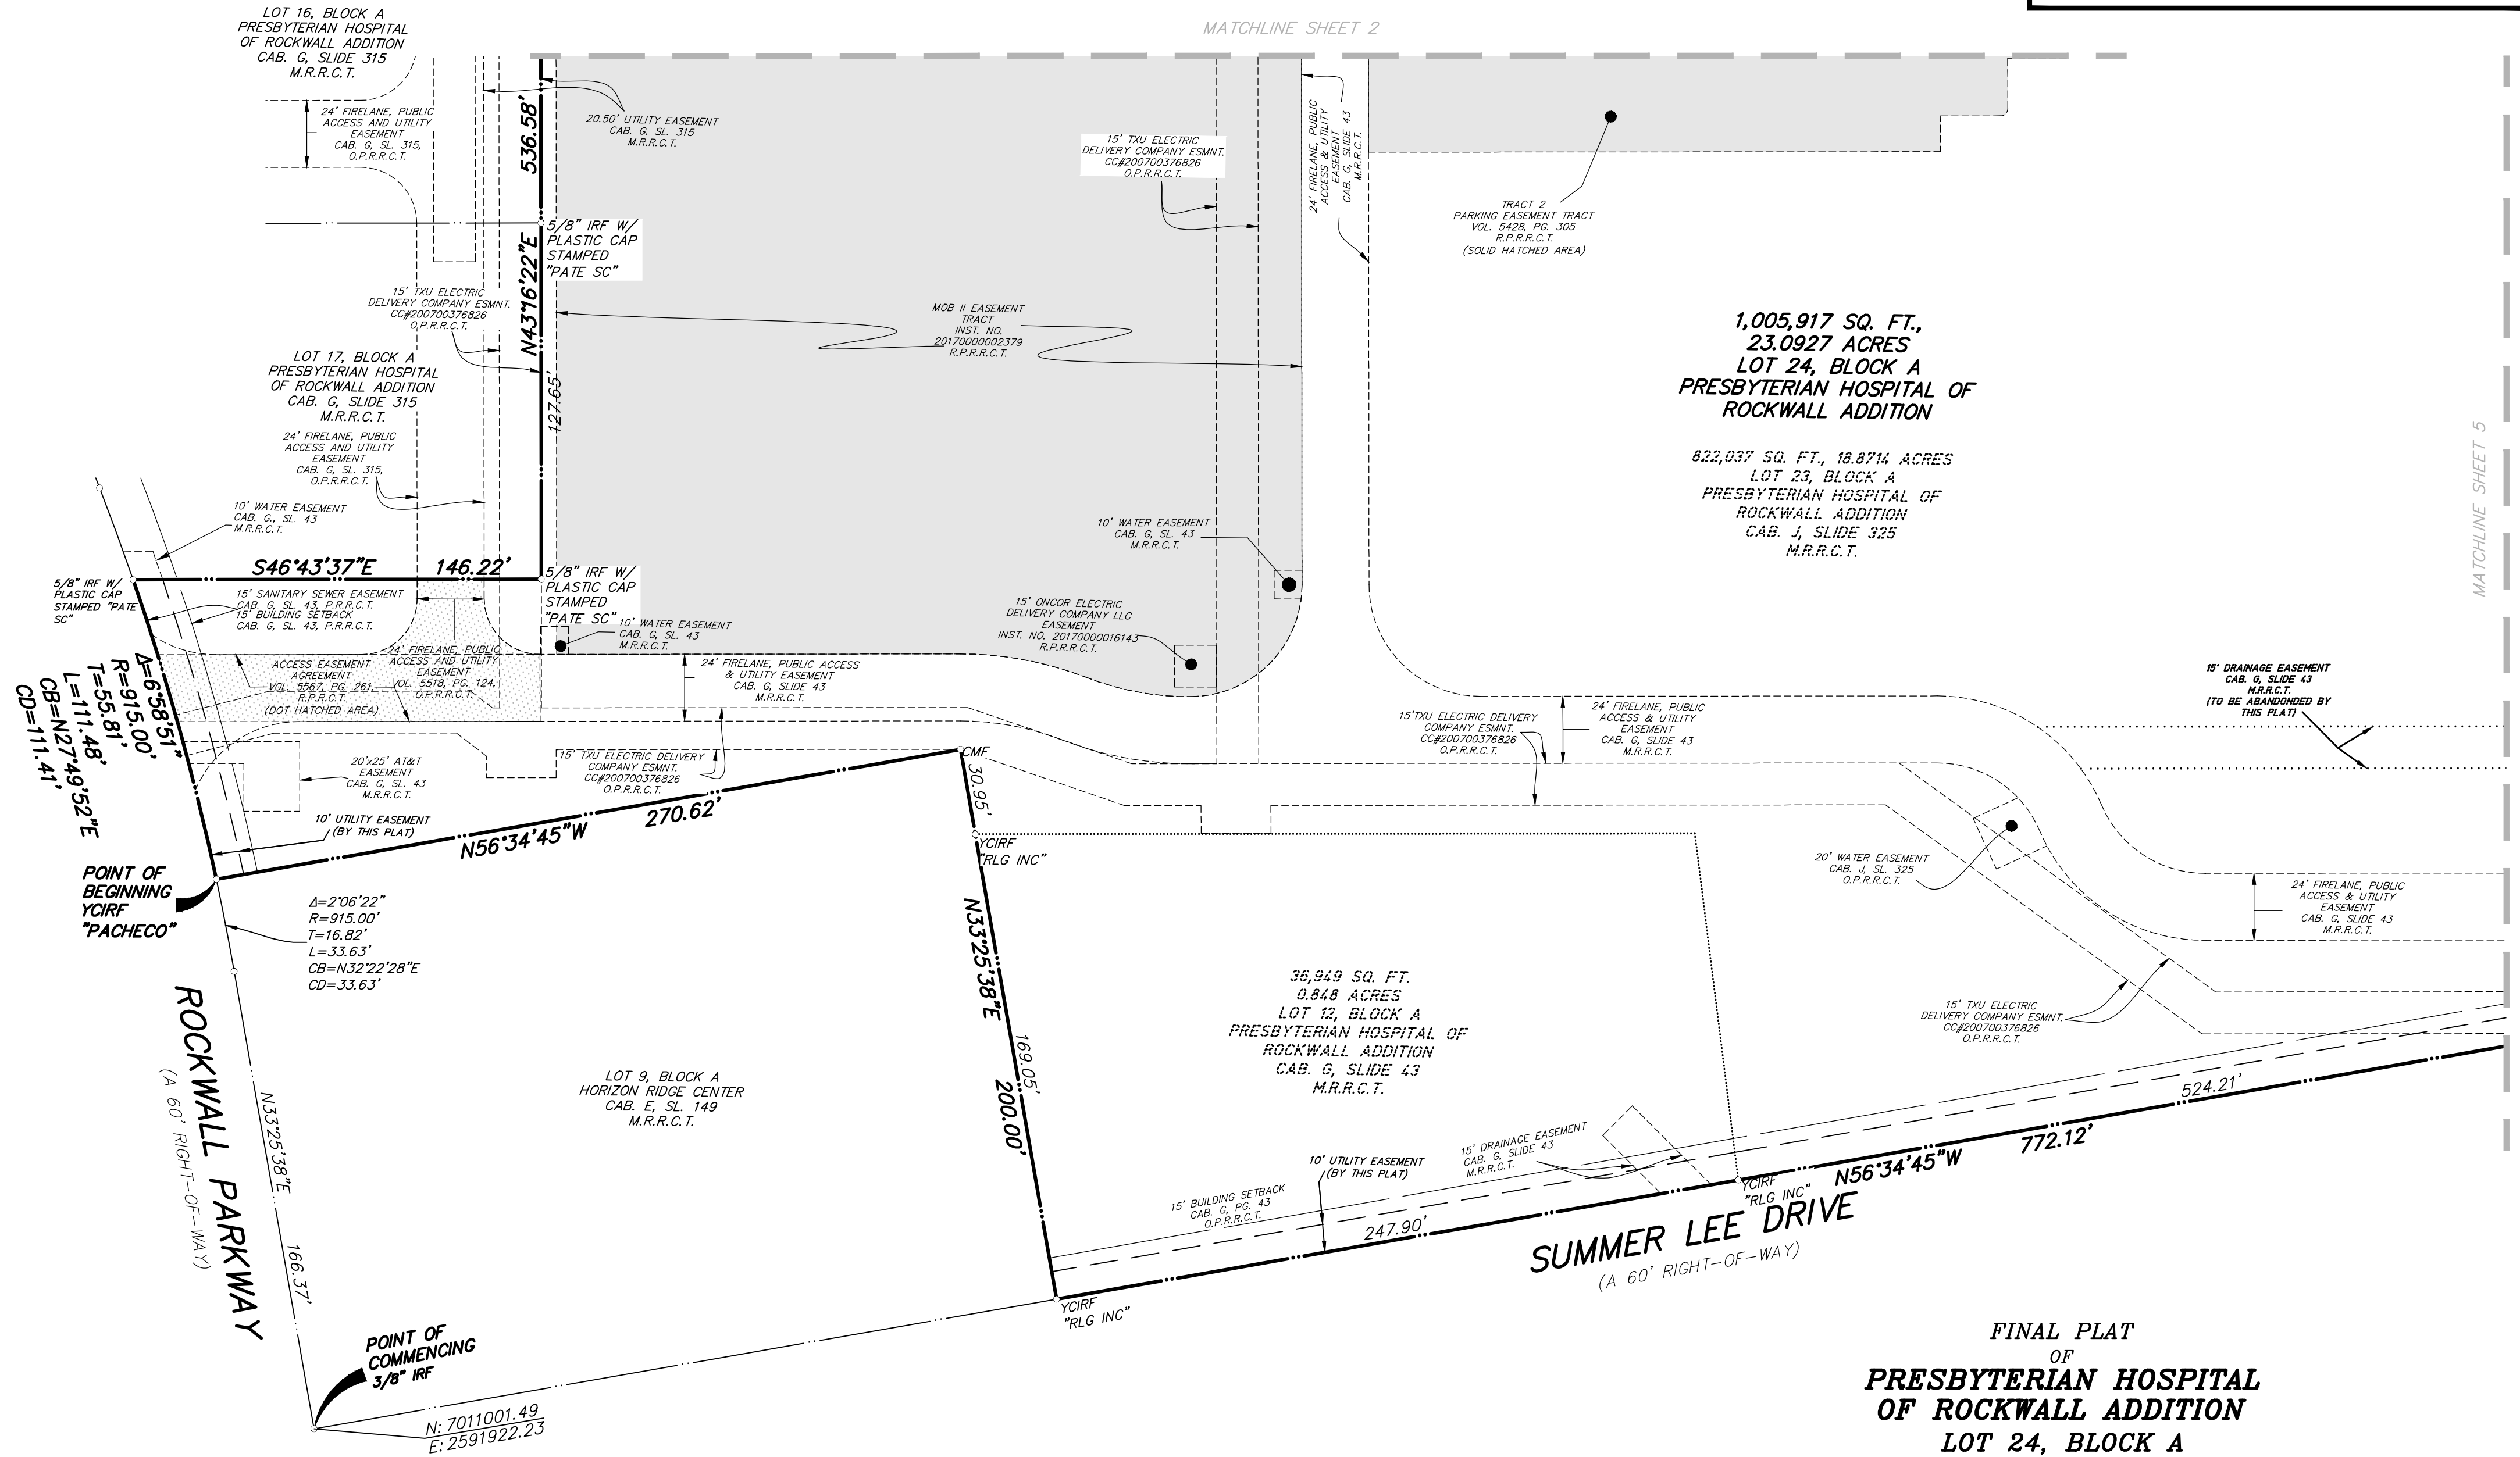 MATCHLINE SHEET 2
LOT 16, BLOCK A
PRESBYTERIAN HOSPITAL
OF ROCKWALL ADDITION
CAB. G, SLIDE 315
M.R.R.C.T.
24' FIRELANE, PUBLIC
ACCESS AND UTILITY
EASEMENT
CAB. G, SL. 315,
O.P.R.R.C.T.
536.58'
20.50' UTILITY EASEMENT
CAB. G. SL. 315
M.R.R.C.T.
15' TXU ELECTRIC
DELIVERY COMPANY ESMNT.
CC#200700376826
O.P.R.R.C.T.
24' FIRELANE, PUBLIC
ACCESS & UTILITY
EASEMENT
CAB. G, SLIDE 43
M.R.R.C.T.
TRACT 2
PARKING EASEMENT TRACT
VOL. 5428, PG. 305
R.P.R.R.C.T.
(SOLID HATCHED AREA)
5/8" IRF W/
PLASTIC CAP
STAMPED
"PATE SC"
N43°16'22"E
15' TXU ELECTRIC
DELIVERY COMPANY ESMNT.
CC#200700376826
O.P.R.R.C.T.
MOB II EASEMENT
TRACT
INST. NO.
20170000002379
R.P.R.R.C.T.
1,005,917 SQ. FT.,
23.0927 ACRES
LOT 24, BLOCK A
PRESBYTERIAN HOSPITAL OF
ROCKWALL ADDITION
822,037 SQ. FT., 18.8714 ACRES
LOT 23, BLOCK A
PRESBYTERIAN HOSPITAL OF
ROCKWALL ADDITION
CAB. J, SLIDE 325
M.R.R.C.T.
MATCHLINE SHEET 5
LOT 17, BLOCK A
PRESBYTERIAN HOSPITAL
OF ROCKWALL ADDITION
CAB. G, SLIDE 315
M.R.R.C.T.
127.65'
24' FIRELANE, PUBLIC
ACCESS AND UTILITY
EASEMENT
CAB. G, SL. 315,
O.P.R.R.C.T.
10' WATER EASEMENT
CAB. G., SL. 43
M.R.R.C.T.
10' WATER EASEMENT
CAB. G, SL. 43
M.R.R.C.T.
S46°43'37"E 146.22'
5/8" IRF W/
PLASTIC CAP
STAMPED "PATE
SC"
5/8" IRF W/
PLASTIC CAP
STAMPED
"PATE SC"
15' SANITARY SEWER EASEMENT
CAB. G, SL. 43, P.R.R.C.T.
15' BUILDING SETBACK
CAB. G, SL. 43, P.R.R.C.T.
10' WATER EASEMENT
CAB. G, SL. 43
M.R.R.C.T.
15' ONCOR ELECTRIC
DELIVERY COMPANY LLC
EASEMENT
INST. NO. 20170000016143
R.P.R.R.C.T.
Δ=6°58'51"
R=915.00'
T=55.81'
L=111.48'
CB=N27°49'52"E
CD=111.41'
ACCESS EASEMENT
AGREEMENT
VOL. 5567, PG. 261,
R.P.R.C.T.
(DOT HATCHED AREA)
24' FIRELANE, PUBLIC
ACCESS AND UTILITY
EASEMENT
VOL. 5518, PG. 124,
O.P.R.R.C.T.
24' FIRELANE, PUBLIC ACCESS
& UTILITY EASEMENT
CAB. G, SLIDE 43
M.R.R.C.T.
15'TXU ELECTRIC DELIVERY
COMPANY ESMNT.
CC#200700376826
O.P.R.R.C.T.
24' FIRELANE, PUBLIC
ACCESS & UTILITY
EASEMENT
CAB. G, SLIDE 43
M.R.R.C.T.
15' DRAINAGE EASEMENT
CAB. G, SLIDE 43
M.R.R.C.T.
(TO BE ABANDONDED BY
THIS PLAT)
20'x25' AT&T
EASEMENT
CAB. G, SL. 43
M.R.R.C.T.
15' TXU ELECTRIC DELIVERY
COMPANY ESMNT.
CC#200700376826
O.P.R.R.C.T.
CMF
30.95'
10' UTILITY EASEMENT
(BY THIS PLAT)
N56°34'45"W 270.62'
YCIRF
"RLG INC"
20' WATER EASEMENT
CAB. J, SL. 325
O.P.R.R.C.T.
24' FIRELANE, PUBLIC
ACCESS & UTILITY
EASEMENT
CAB. G, SLIDE 43
M.R.R.C.T.
POINT OF
BEGINNING
YCIRF
"PACHECO"
Δ=2°06'22"
R=915.00'
T=16.82'
L=33.63'
CB=N32°22'28"E
CD=33.63'
N33°25'38"E
200.00'
169.05'
36,949 SQ. FT.
0.848 ACRES
LOT 12, BLOCK A
PRESBYTERIAN HOSPITAL OF
ROCKWALL ADDITION
CAB. G, SLIDE 43
M.R.R.C.T.
15' TXU ELECTRIC
DELIVERY COMPANY ESMNT.
CC#200700376826
O.P.R.R.C.T.
ROCKWALL PARKWAY
(A 60' RIGHT-OF-WAY)
N33°25'38"E
166.37'
LOT 9, BLOCK A
HORIZON RIDGE CENTER
CAB. E, SL. 149
M.R.R.C.T.
524.21'
N56°34'45"W 772.12'
15' DRAINAGE EASEMENT
CAB. G, SLIDE 43
M.R.R.C.T.
10' UTILITY EASEMENT
(BY THIS PLAT)
15' BUILDING SETBACK
CAB. G, PG. 43
O.P.R.R.C.T.
YCIRF
"RLG INC"
247.90'
SUMMER LEE DRIVE
(A 60' RIGHT-OF-WAY)
YCIRF
"RLG INC"
POINT OF
COMMENCING
3/8" IRF
N: 7011001.49
E: 2591922.23
FINAL PLAT
OF
PRESBYTERIAN HOSPITAL
OF ROCKWALL ADDITION
LOT 24, BLOCK A